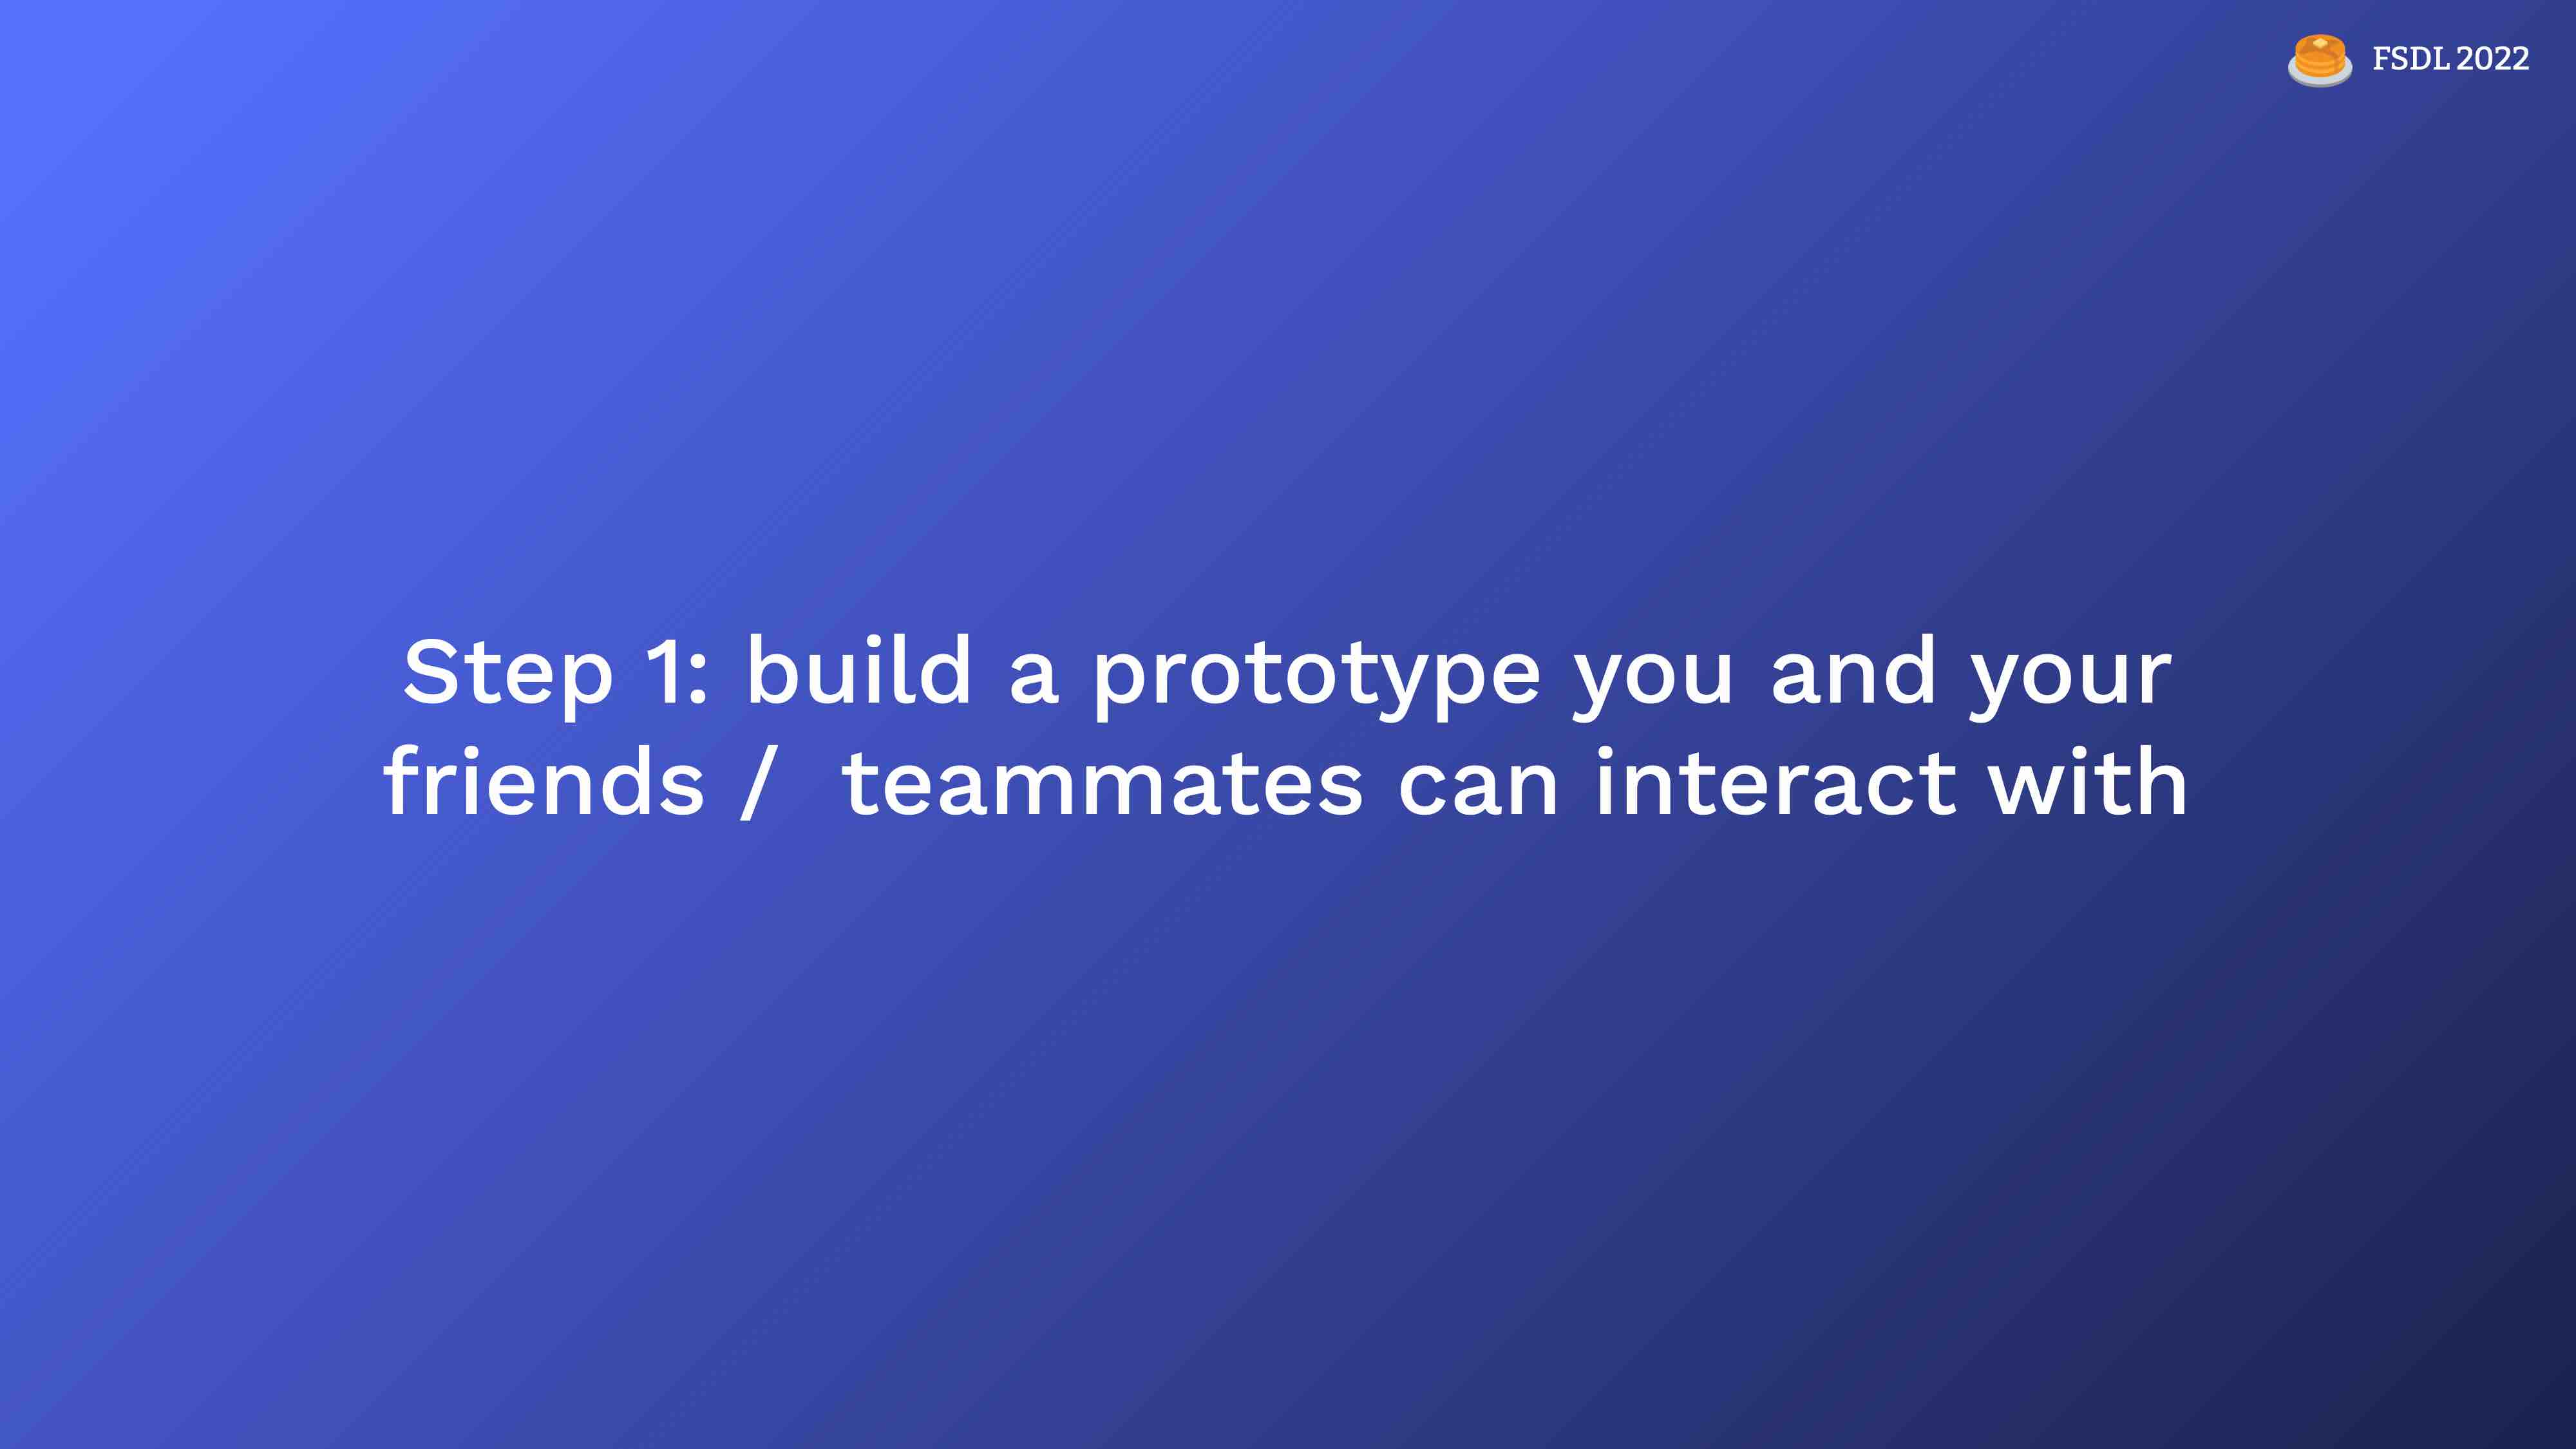 FSDL 2022
Step 1: build a prototype you and your
friends /  teammates can interact with